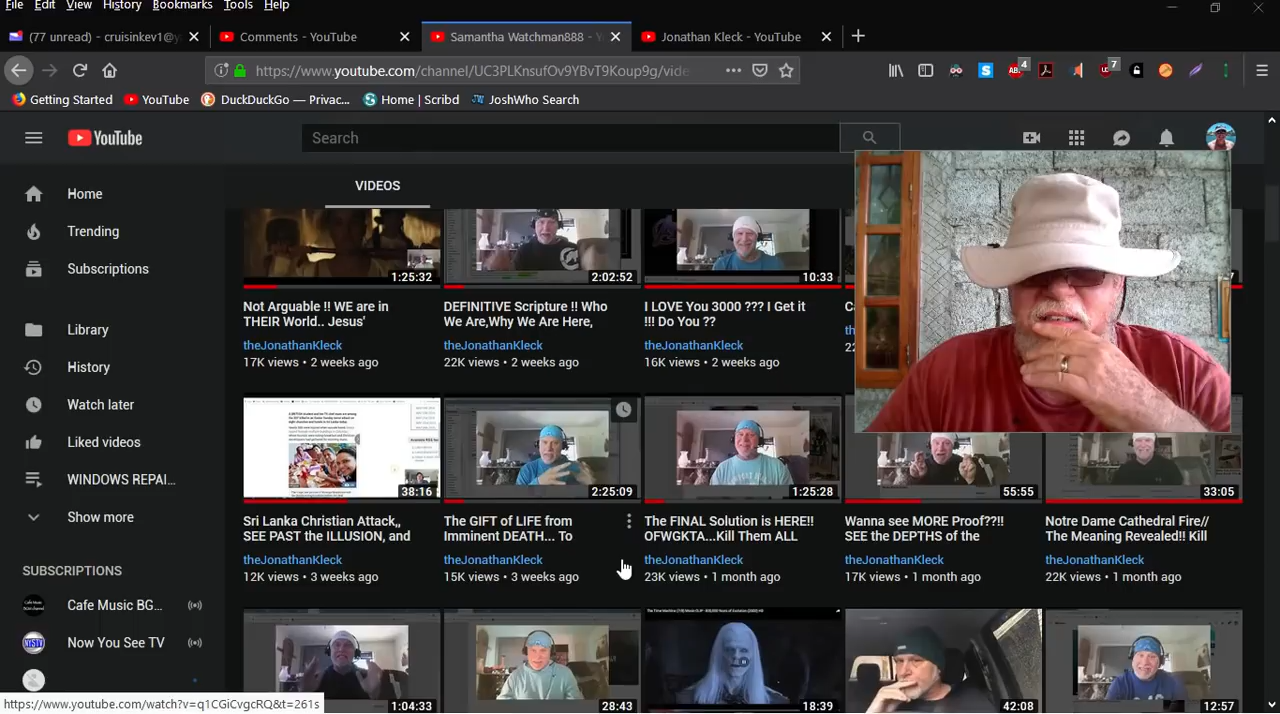 File Edit View History Bookmarks Tools Help
(77 unread) - cruisinkev1@y
Comments - YouTube
Samantha Watchman888 - Y
Jonathan Kleck - YouTube
https://www.youtube.com/channel/UC3PLKnsufOv9YBvT9Koup9g/vide
4
7
Getting Started
YouTube
DuckDuckGo — Privac...
Home | Scribd
JoshWho Search
YouTube
Search
Home
Trending
Subscriptions
Library
History
Watch later
Liked videos
WINDOWS REPAI...
Show more
SUBSCRIPTIONS
Cafe Music BG...
Now You See TV
VIDEOS
1:25:32
2:02:52
10:33
Not Arguable !! WE are in
THEIR World.. Jesus'
theJonathanKleck
17K views • 2 weeks ago
DEFINITIVE Scripture !! Who
We Are,Why We Are Here,
theJonathanKleck
22K views • 2 weeks ago
I LOVE You 3000 ??? I Get it
!!! Do You ??
theJonathanKleck
16K views • 2 weeks ago
38:16
2:25:09
1:25:28
55:55
33:05
Sri Lanka Christian Attack,,
SEE PAST the ILLUSION, and
theJonathanKleck
12K views • 3 weeks ago
The GIFT of LIFE from
Imminent DEATH... To
theJonathanKleck
15K views • 3 weeks ago
The FINAL Solution is HERE!!
OFWGKTA...Kill Them ALL
theJonathanKleck
23K views • 1 month ago
Wanna see MORE Proof??!!
SEE the DEPTHS of the
theJonathanKleck
17K views • 1 month ago
Notre Dame Cathedral Fire//
The Meaning Revealed!! Kill
theJonathanKleck
22K views • 1 month ago
1:04:33
28:43
18:39
42:08
12:57
https://www.youtube.com/watch?v=q1CGiCvgcRQ&t=261s